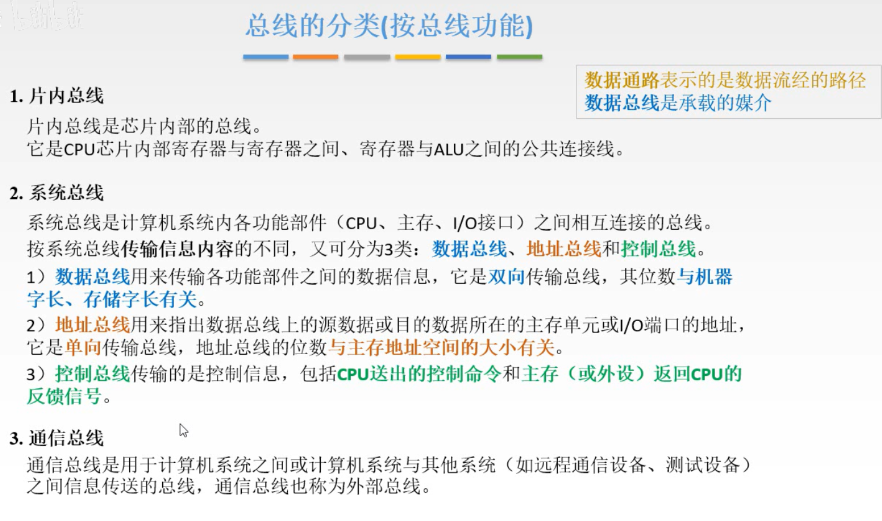 总线的分类(按总线功能)
数据通路表示的是数据流经的路径
数据总线是承载的媒介
1. 片内总线
片内总线是芯片内部的总线。
它是CPU芯片内部寄存器与寄存器之间、寄存器与ALU之间的公共连接线。
2. 系统总线
系统总线是计算机系统内各功能部件（CPU、主存、I/O接口）之间相互连接的总线。
按系统总线传输信息内容的不同，又可分为3类：数据总线、地址总线和控制总线。
1）数据总线用来传输各功能部件之间的数据信息，它是双向传输总线，其位数与机器
字长、存储字长有关。
2）地址总线用来指出数据总线上的源数据或目的数据所在的主存单元或I/O端口的地址，
它是单向传输总线，地址总线的位数与主存地址空间的大小有关。
3）控制总线传输的是控制信息，包括CPU送出的控制命令和主存（或外设）返回CPU的
反馈信号。
3. 通信总线
通信总线是用于计算机系统之间或计算机系统与其他系统（如远程通信设备、测试设备）
之间信息传送的总线，通信总线也称为外部总线。